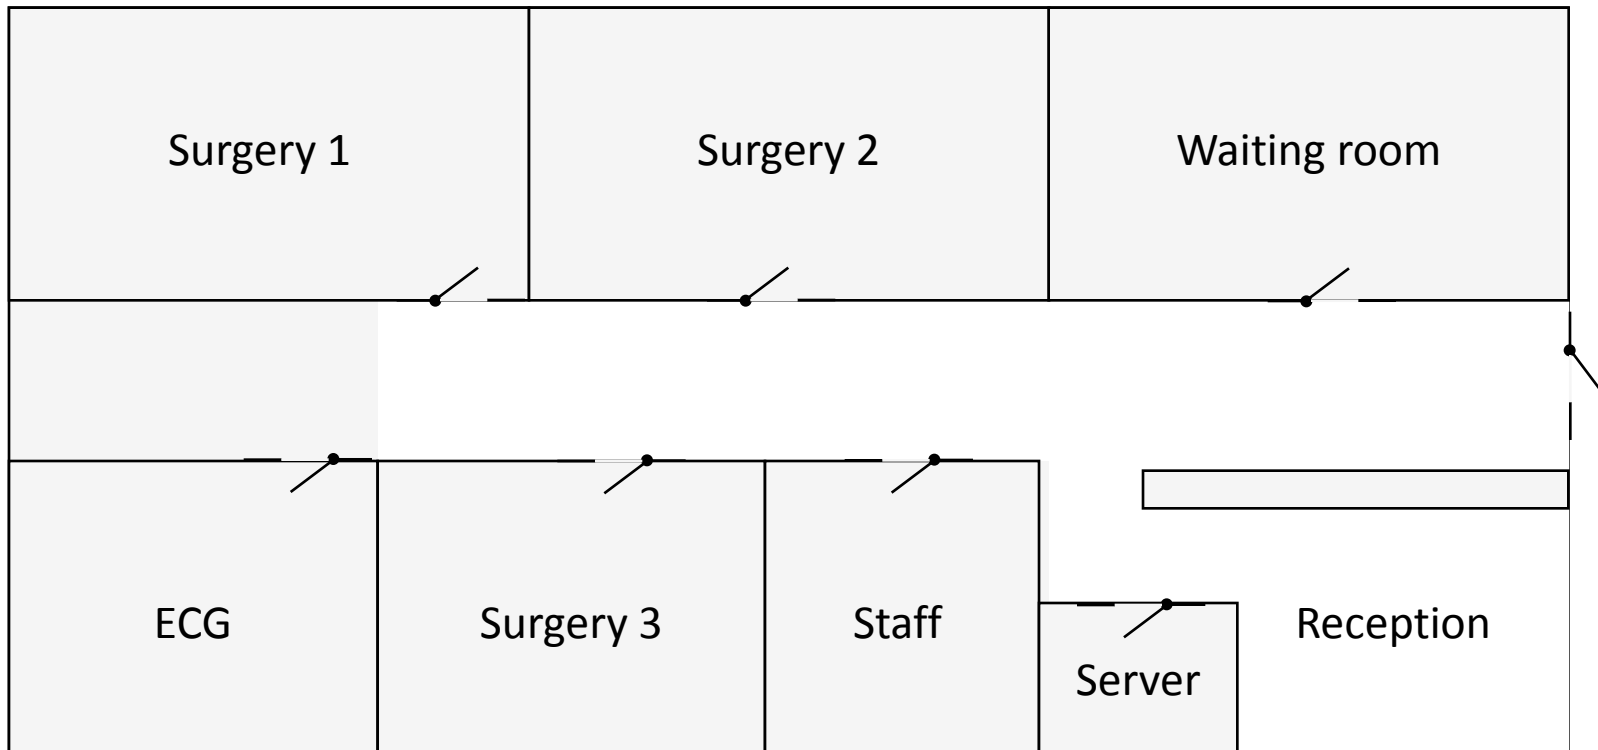 Surgery 1
Surgery 2
Waiting room
ECG
Surgery 3
Staff
Server
Reception